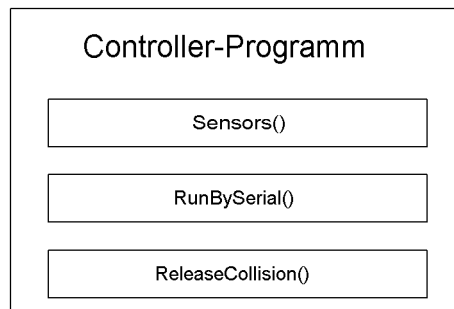 Controller-Programm
Sensors()
RunBySerial()
ReleaseCollision()